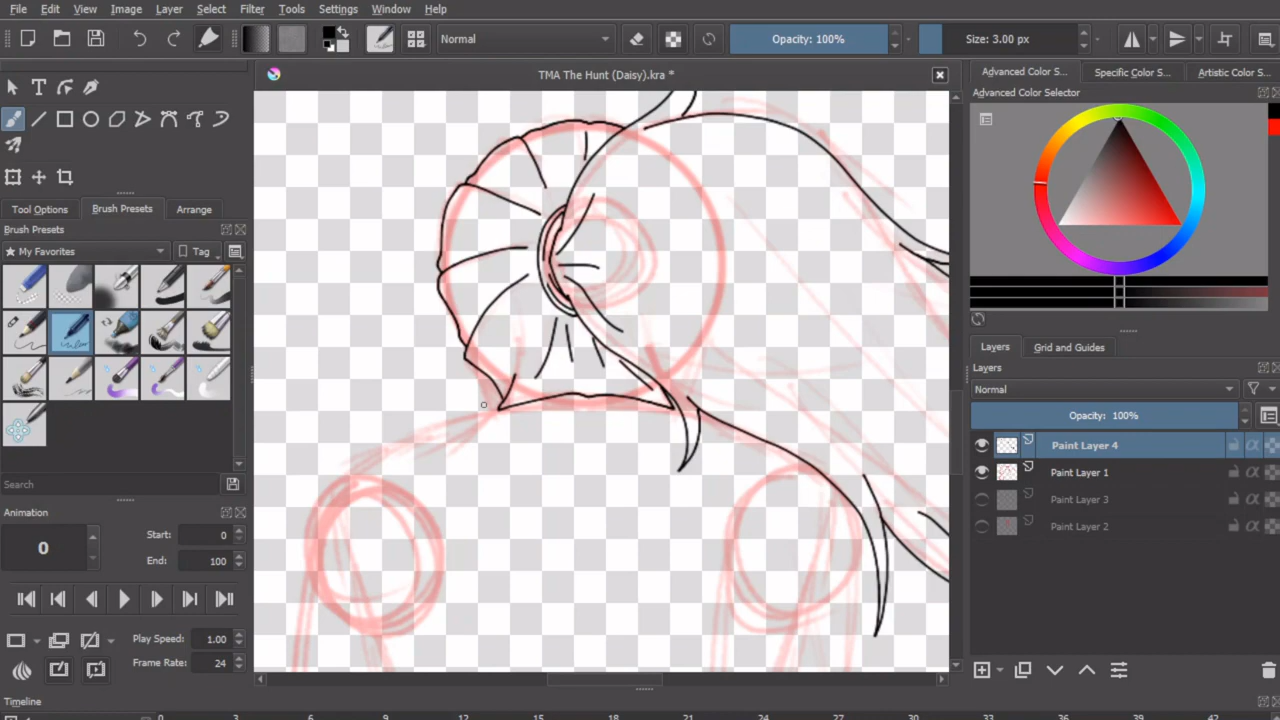 File Edit View Image Layer Select Filter Tools Settings Window Help
Normal Opacity: 100% Size: 3.00 px
TMA The Hunt (Daisy).kra *
Advanced Color S... Specific Color S... Artistic Color S...
Advanced Color Selector
Tool Options Brush Presets Arrange
Brush Presets
My Favorites Tag
Search
Animation
0 Start: 0
End: 100
Play Speed: 1.00
Frame Rate: 24
Layers Grid and Guides
Layers
Normal
Opacity: 100%
Paint Layer 4
Paint Layer 1
Paint Layer 3
Paint Layer 2
Timeline
0 3 6 9 12 15 18 21 24 27 30 33 36 39 42